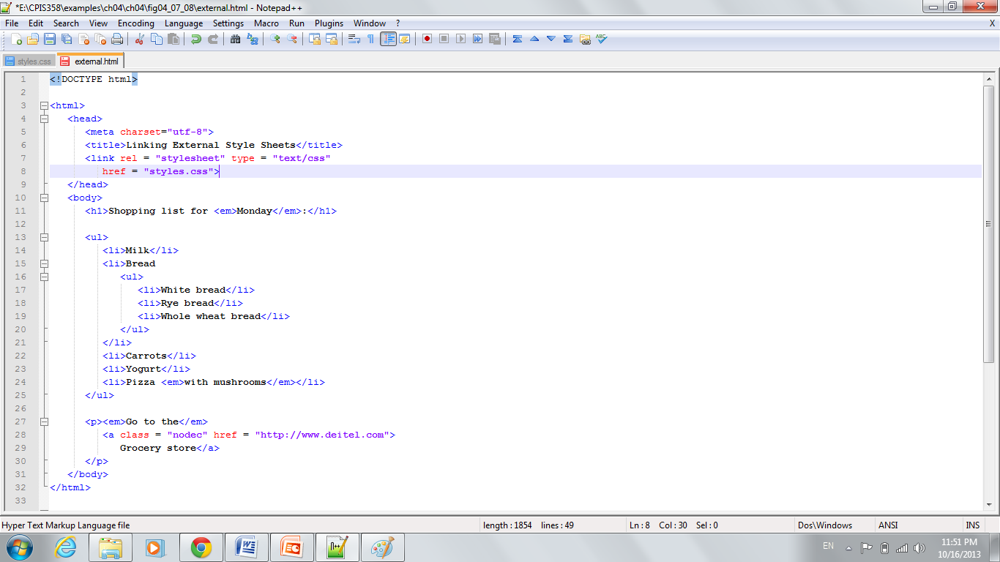 *E:\CPIS358\examples\ch04\ch04\fig04_07_08\external.html - Notepad++
File Edit Search View Encoding Language Settings Macro Run Plugins Window ? X
styles.css external.html
1 <!DOCTYPE html>
2
3 <html>
4 <head>
5 <meta charset="utf-8">
6 <title>Linking External Style Sheets</title>
7 <link rel = "stylesheet" type = "text/css"
8 href = "styles.css">
9 </head>
10 <body>
11 <h1>Shopping list for <em>Monday</em>:</h1>
12
13 <ul>
14 <li>Milk</li>
15 <li>Bread
16 <ul>
17 <li>White bread</li>
18 <li>Rye bread</li>
19 <li>Whole wheat bread</li>
20 </ul>
21 </li>
22 <li>Carrots</li>
23 <li>Yogurt</li>
24 <li>Pizza <em>with mushrooms</em></li>
25 </ul>
26
27 <p><em>Go to the</em>
28 <a class = "nodec" href = "http://www.deitel.com">
29 Grocery store</a>
30 </p>
31 </body>
32 </html>
33
Hyper Text Markup Language file length : 1854 lines : 49 Ln : 8 Col : 30 Sel : 0 Dos\Windows ANSI INS
EN 11:51 PM
10/16/2013